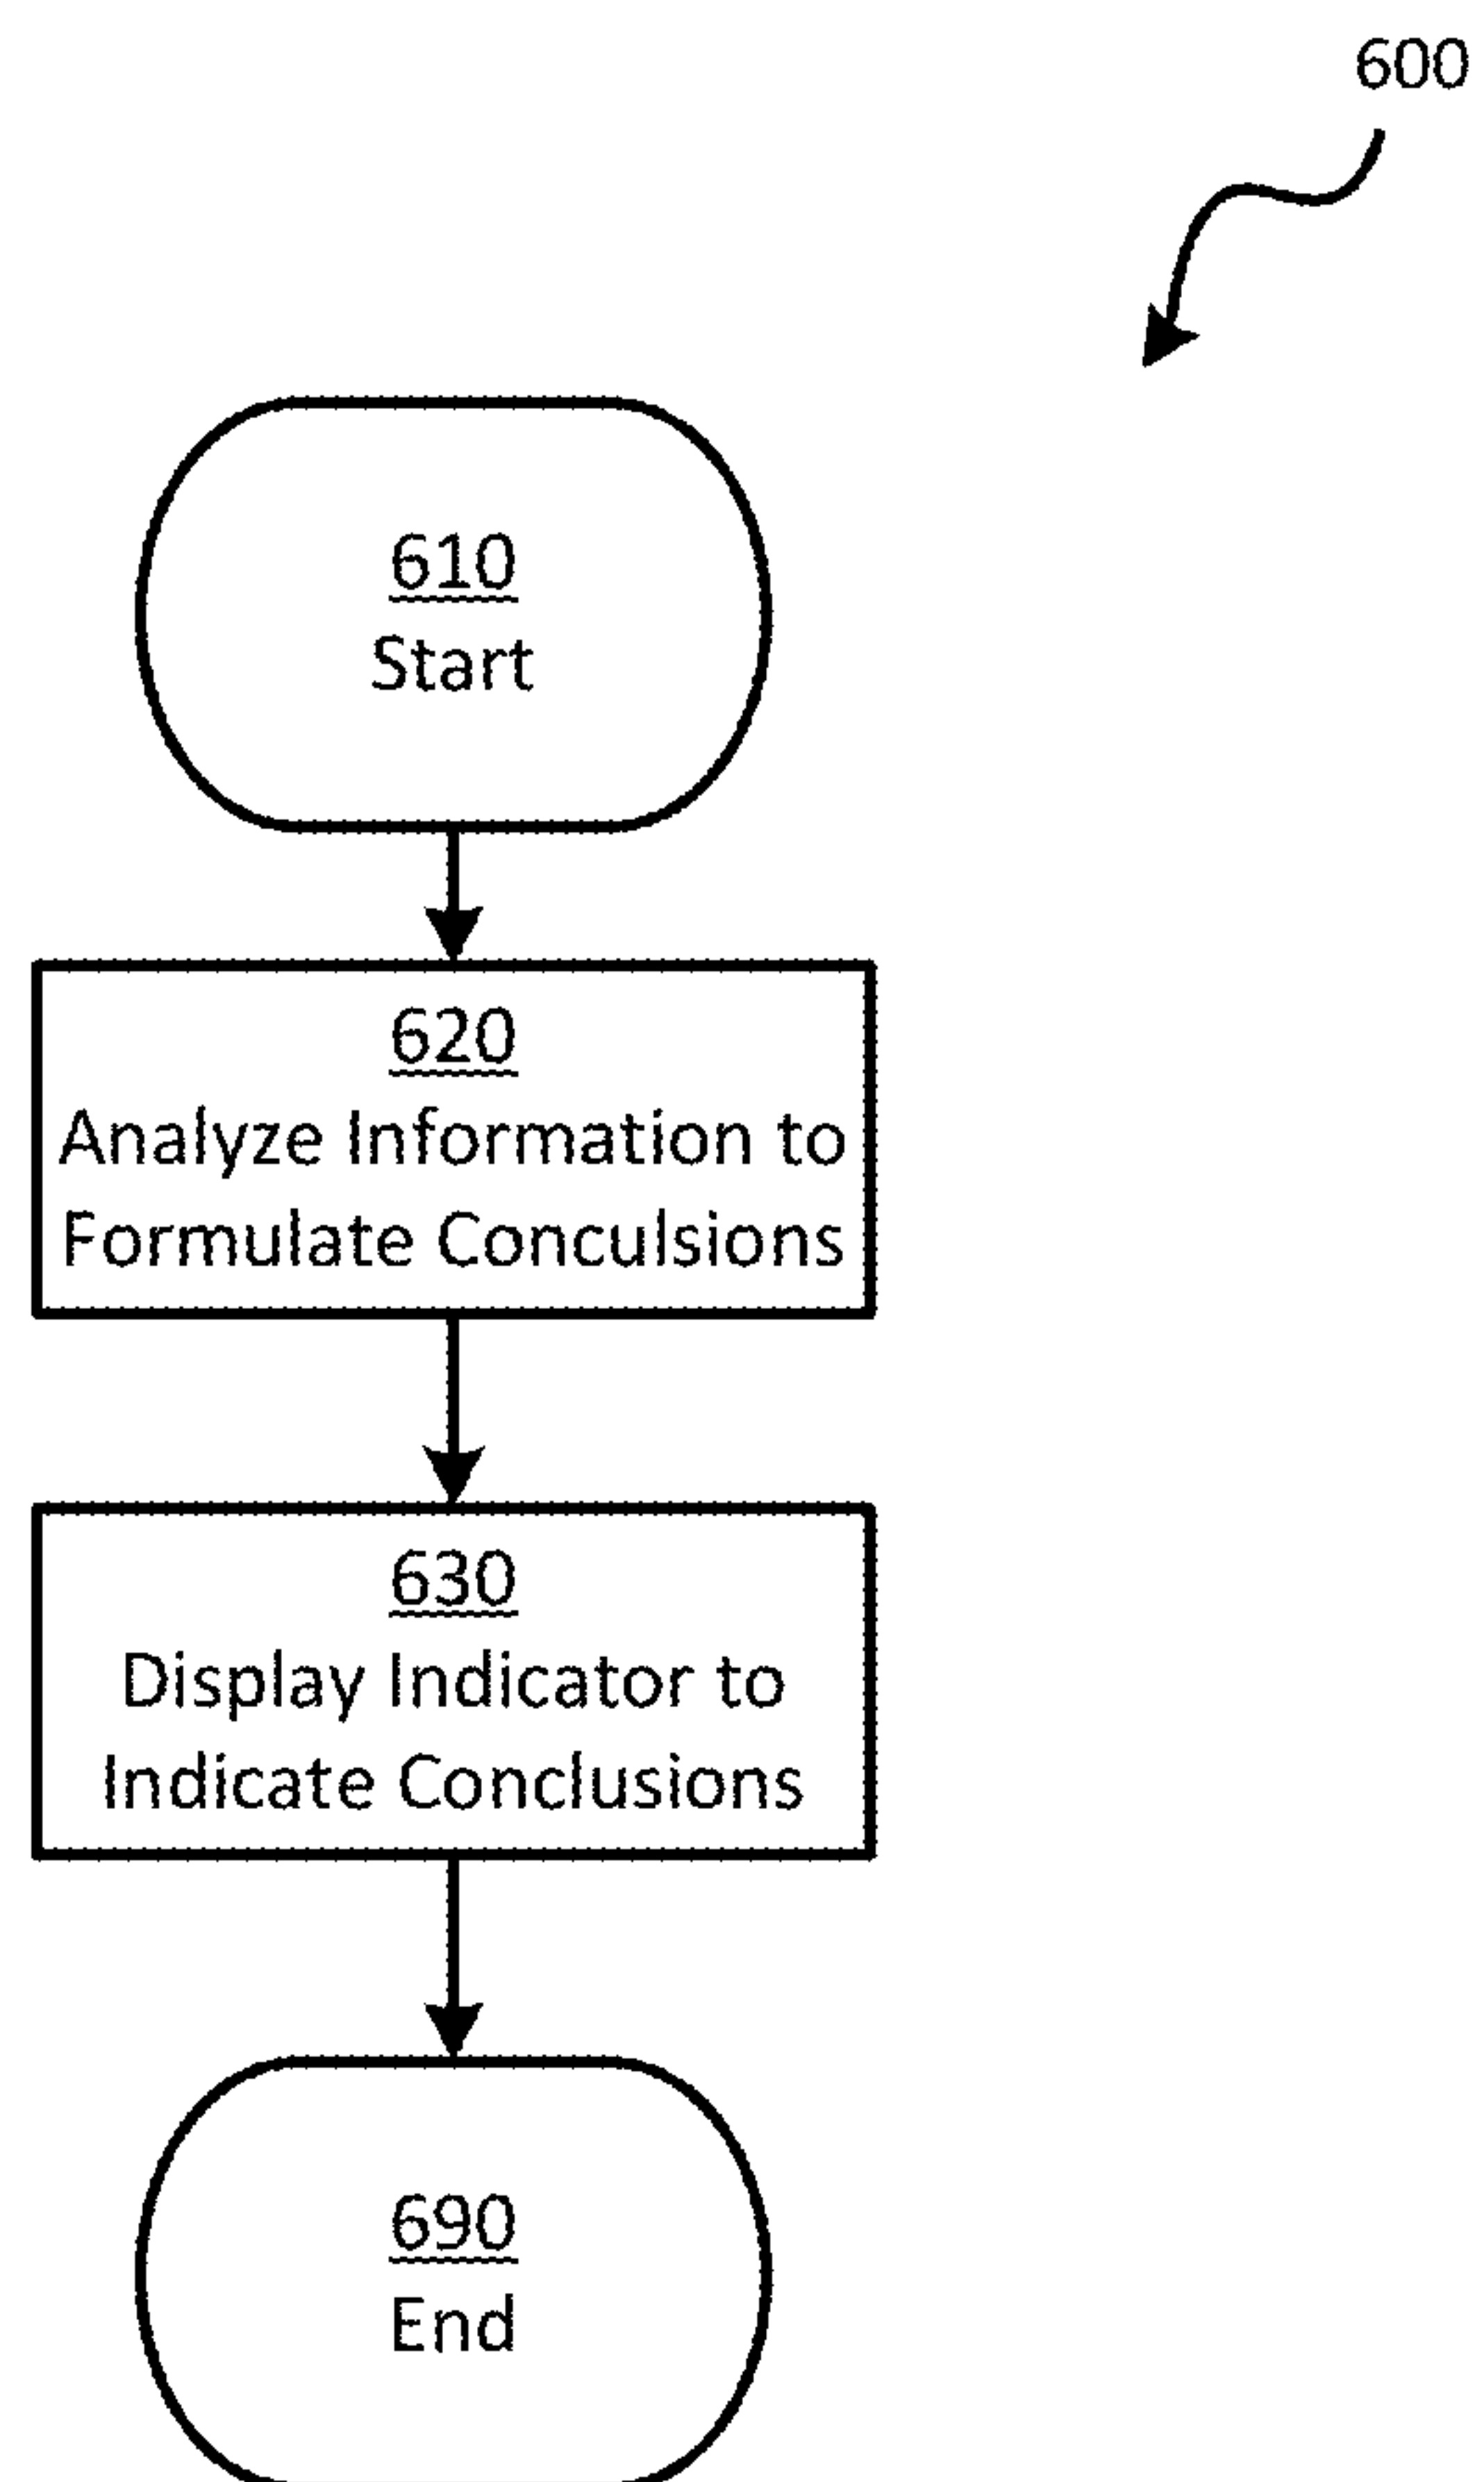 600
610
Start
620
Analyze Information to
Formulate Conculsions
630
Display Indicator to
Indicate Conclusions
690
End